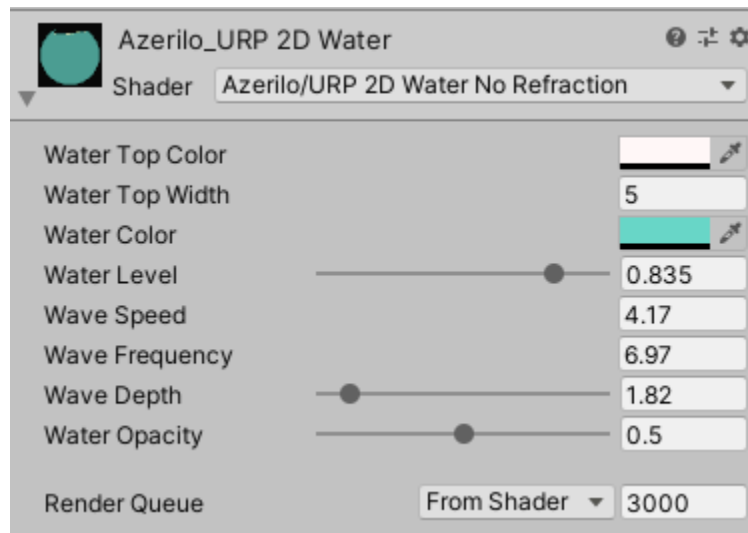 Azerilo_URP 2D Water
Shader Azerilo/URP 2D Water No Refraction
Water Top Color
Water Top Width 5
Water Color
Water Level 0.835
Wave Speed 4.17
Wave Frequency 6.97
Wave Depth 1.82
Water Opacity 0.5
Render Queue From Shader 3000